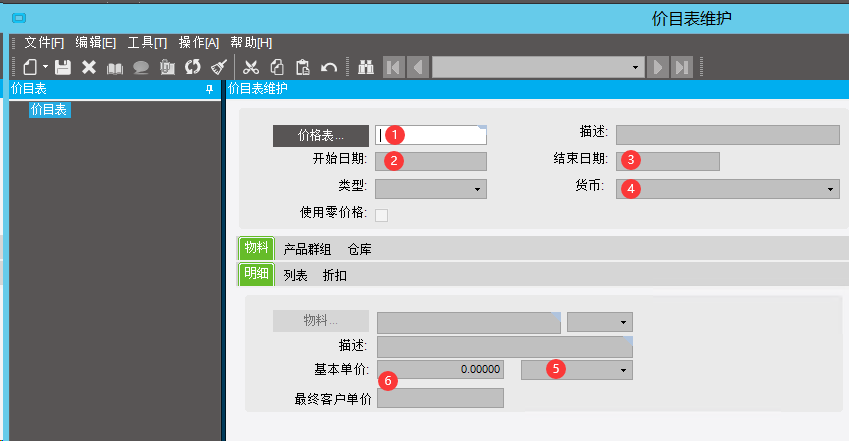 价目表维护
文件[F] 编辑[E] 工具[T] 操作[A] 帮助[H]
价目表
价目表维护
价目表
价格表... 1
描述:
开始日期: 2
结束日期: 3
类型:
货币: 4
使用零价格:
物料 产品群组 仓库
明细 列表 折扣
物料...
描述:
基本单价: 0.00000 5
6
最终客户单价